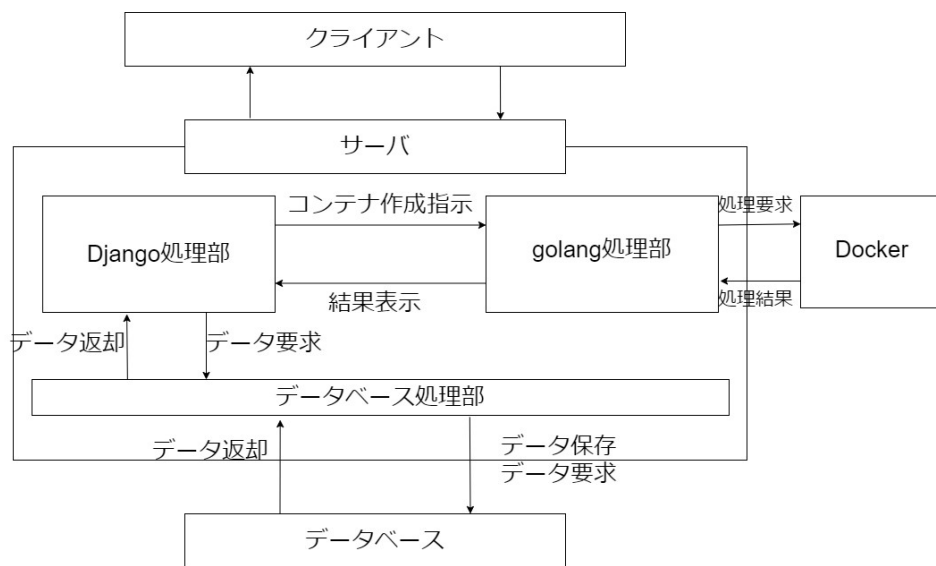 クライアント
サーバ
コンテナ作成指示
処理要求
Django処理部
golang処理部
Docker
結果表示
処理結果
データ返却
データ要求
データベース処理部
データ返却
データ保存
データ要求
データベース